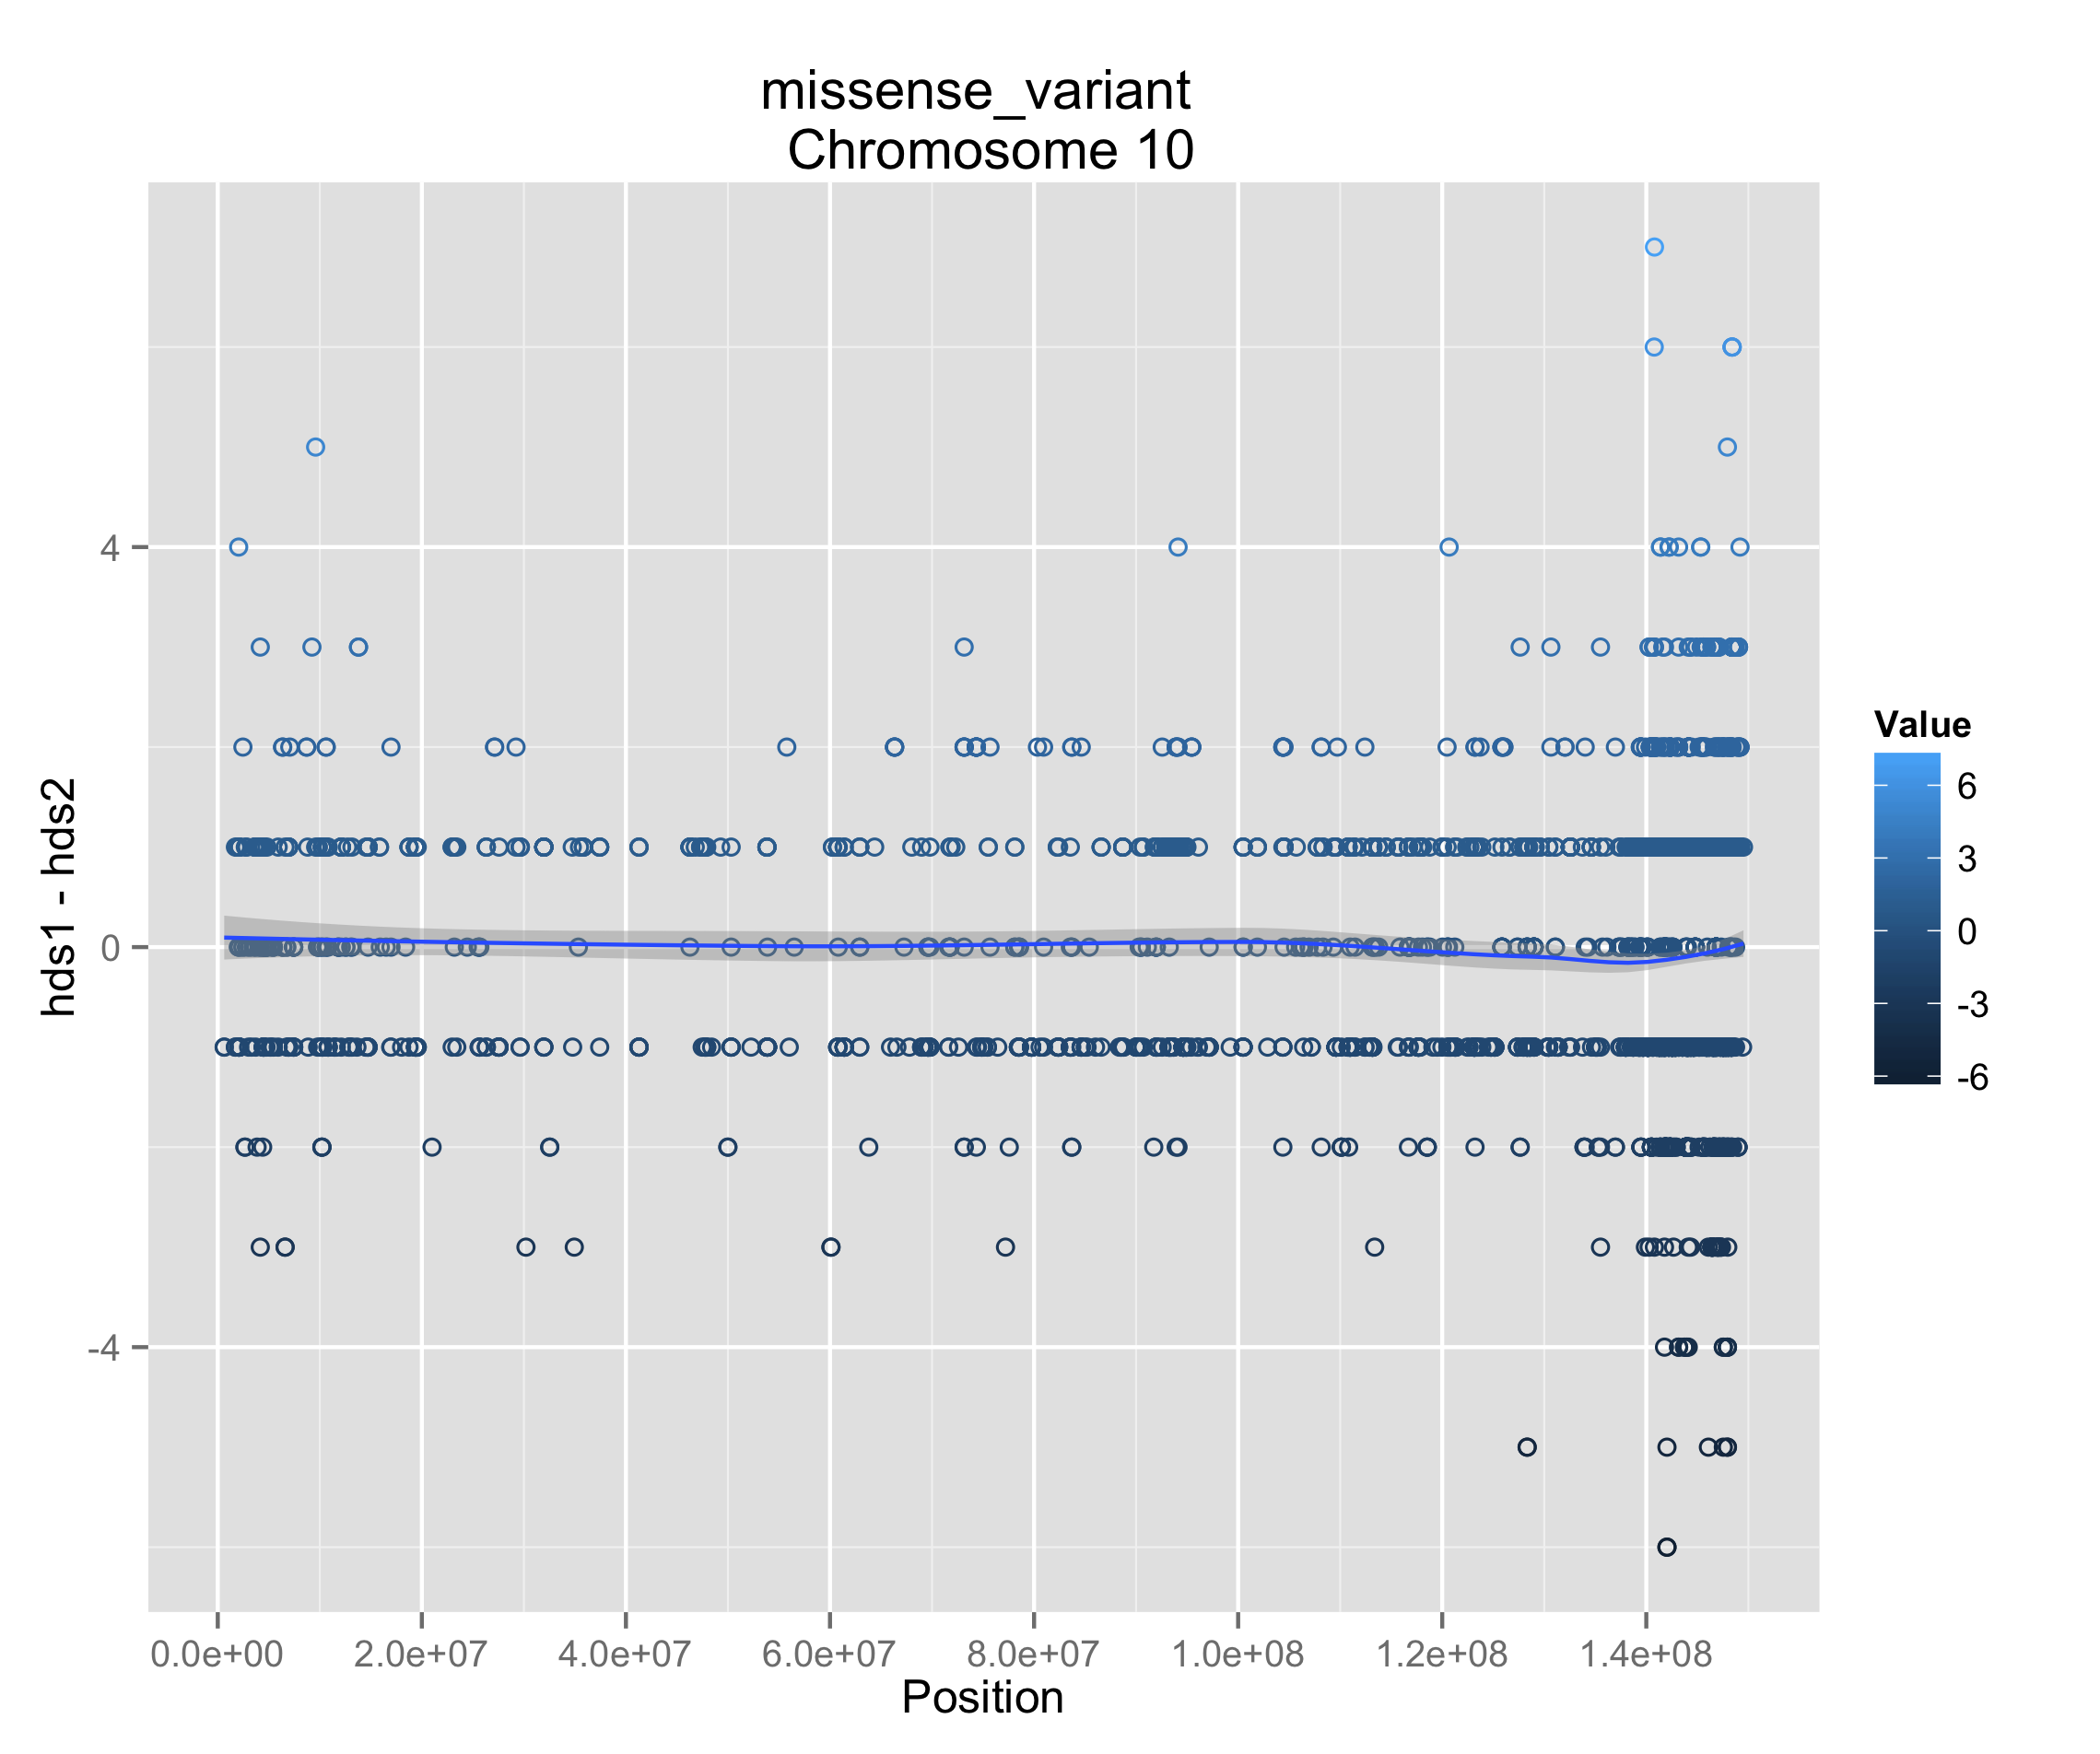 missense_variant
Chromosome 10
hds1 - hds2
4
0
-4
0.0e+00 2.0e+07 4.0e+07 6.0e+07 8.0e+07 1.0e+08 1.2e+08 1.4e+08
Position
Value
6
3
0
-3
-6